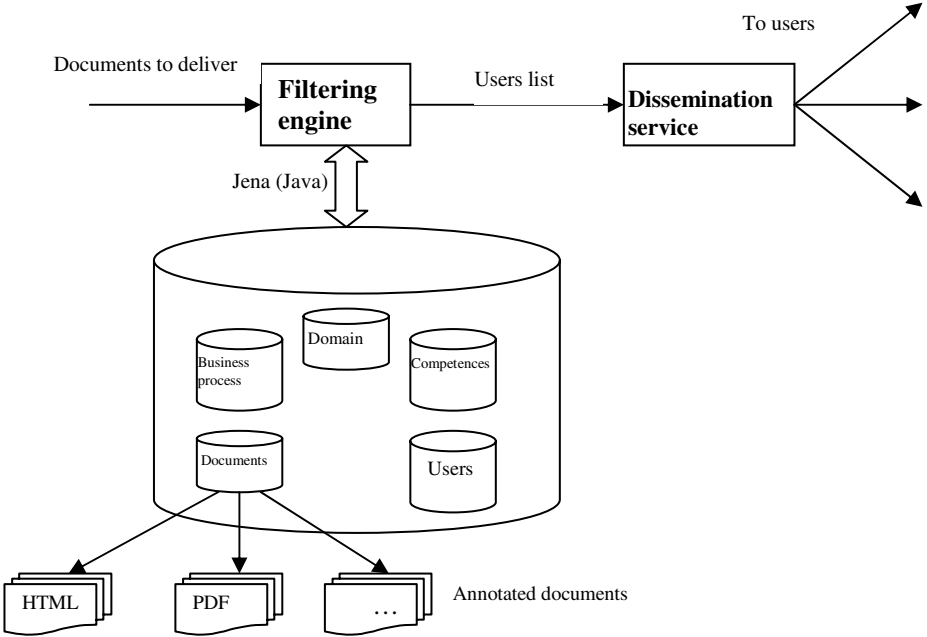 To users
Documents to deliver
Filtering
engine
Users list
Dissemination
service
Jena (Java)
Domain
Business
process
Competences
Documents
Users
HTML
PDF
…
Annotated documents